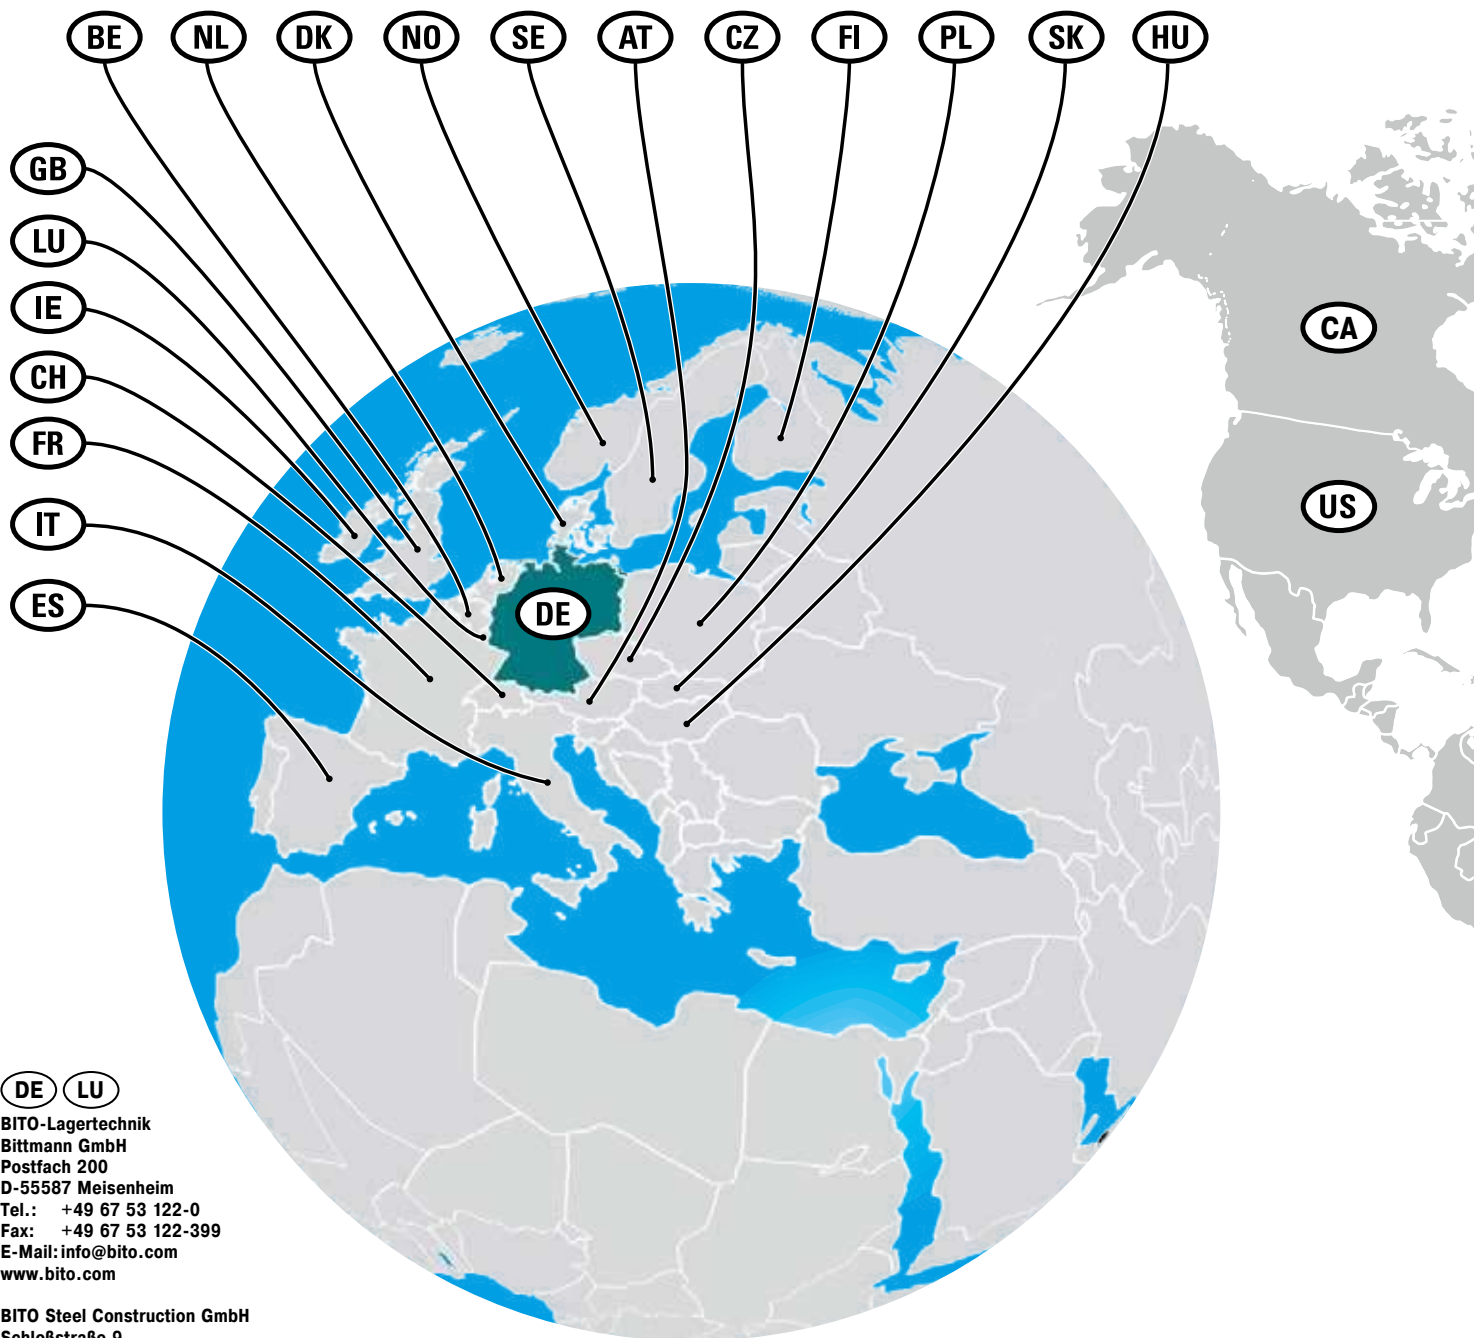 BE NL DK NO SE AT CZ FI PL SK HU
GB
LU
IE
CH
FR
IT
ES
CA
US
DE
DE LU
BITO-Lagertechnik
Bittmann GmbH
Postfach 200
D-55587 Meisenheim
Tel.: +49 67 53 122-0
Fax: +49 67 53 122-399
E-Mail: info@bito.com
www.bito.com
BITO Steel Construction GmbH
Schloßstraße 9